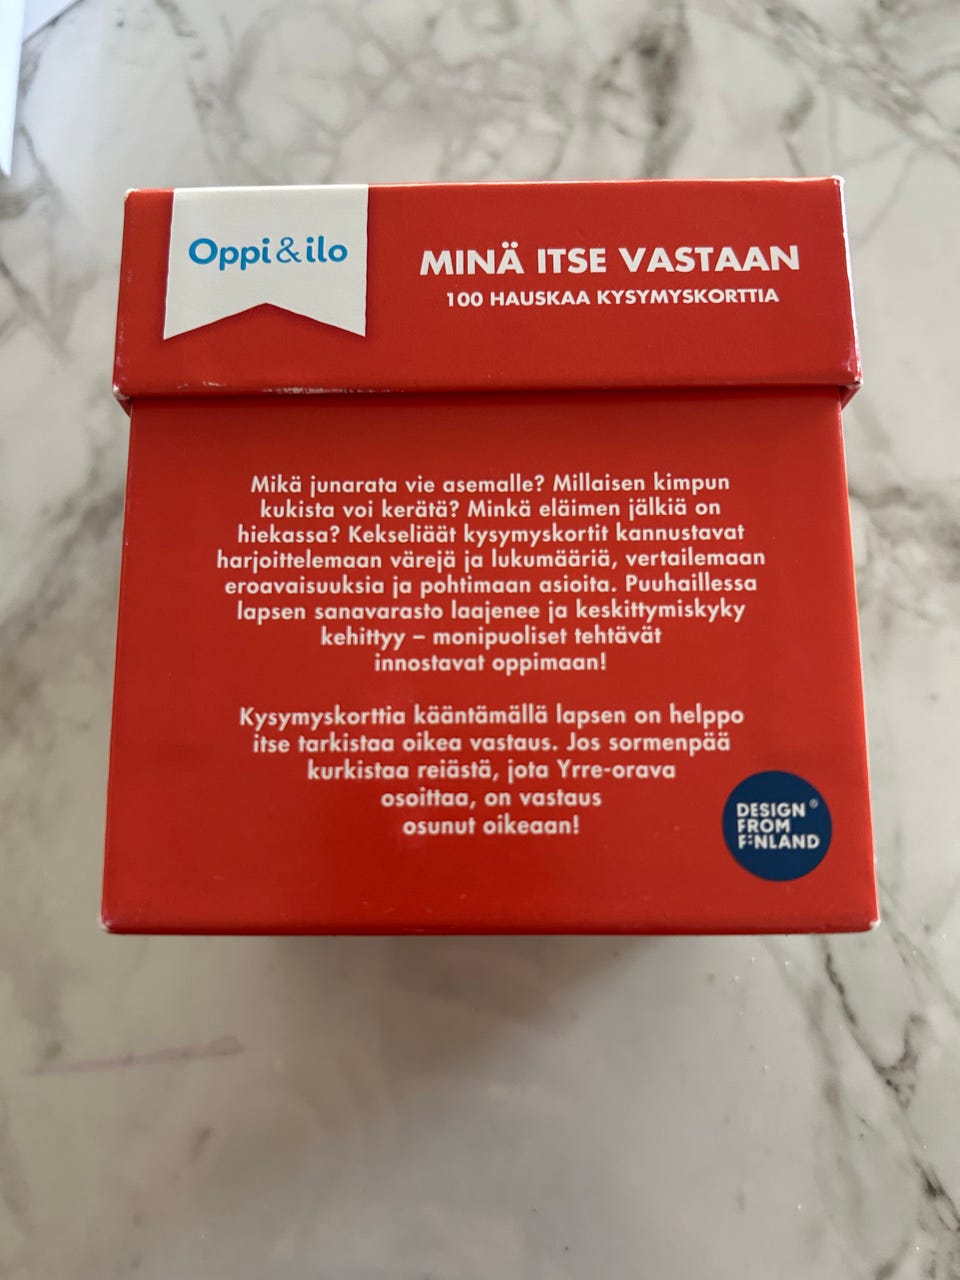 Oppi&ilo
MINÄ ITSE VASTAAN
100 HAUSKAA KYSYMYSKORTTIA
Mikä junarata vie asemalle? Millaisen kimpun
kukista voi kerätä? Minkä eläimen jälkiä on
hiekassa? Kekseliäät kysymyskortit kannustavat
harjoittelemaan värejä ja lukumääriä, vertailemaan
eroavaisuuksia ja pohtimaan asioita. Puuhaillessa
lapsen sanavarasto laajenee ja keskittymiskyky
kehittyy – monipuoliset tehtävät
innostavat oppimaan!
Kysymyskorttia kääntämällä lapsen on helppo
itse tarkistaa oikea vastaus. Jos sormenpää
kurkistaa reiästä, jota Yrre-orava
osoittaa, on vastaus
osunut oikeaan!
DESIGN®
FROM
FINLAND